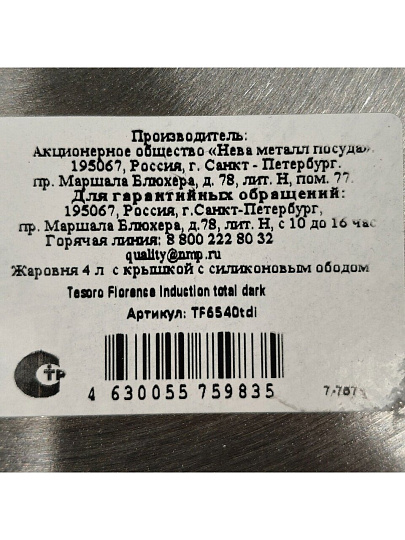 Производитель:
Акционерное общество «Нева металл посуда».
195067, Россия, г. Санкт - Петербург.
пр. Маршала Блюхера, д. 78, лит. Н, пом. 77.
Для гарантийных обращений:
195067, Россия, г.Санкт-Петербург,
пр. Маршала Блюхера, д.78, лит. Н, с 10 до 16 час
Горячая линия: 8 800 222 80 32
quality@nmp.ru
Жаровня 4 л с крышкой с силиконовым ободом
Tesoro Florence Induction total dark
Артикул: TF6540tdi
Стр
4 630055 759835